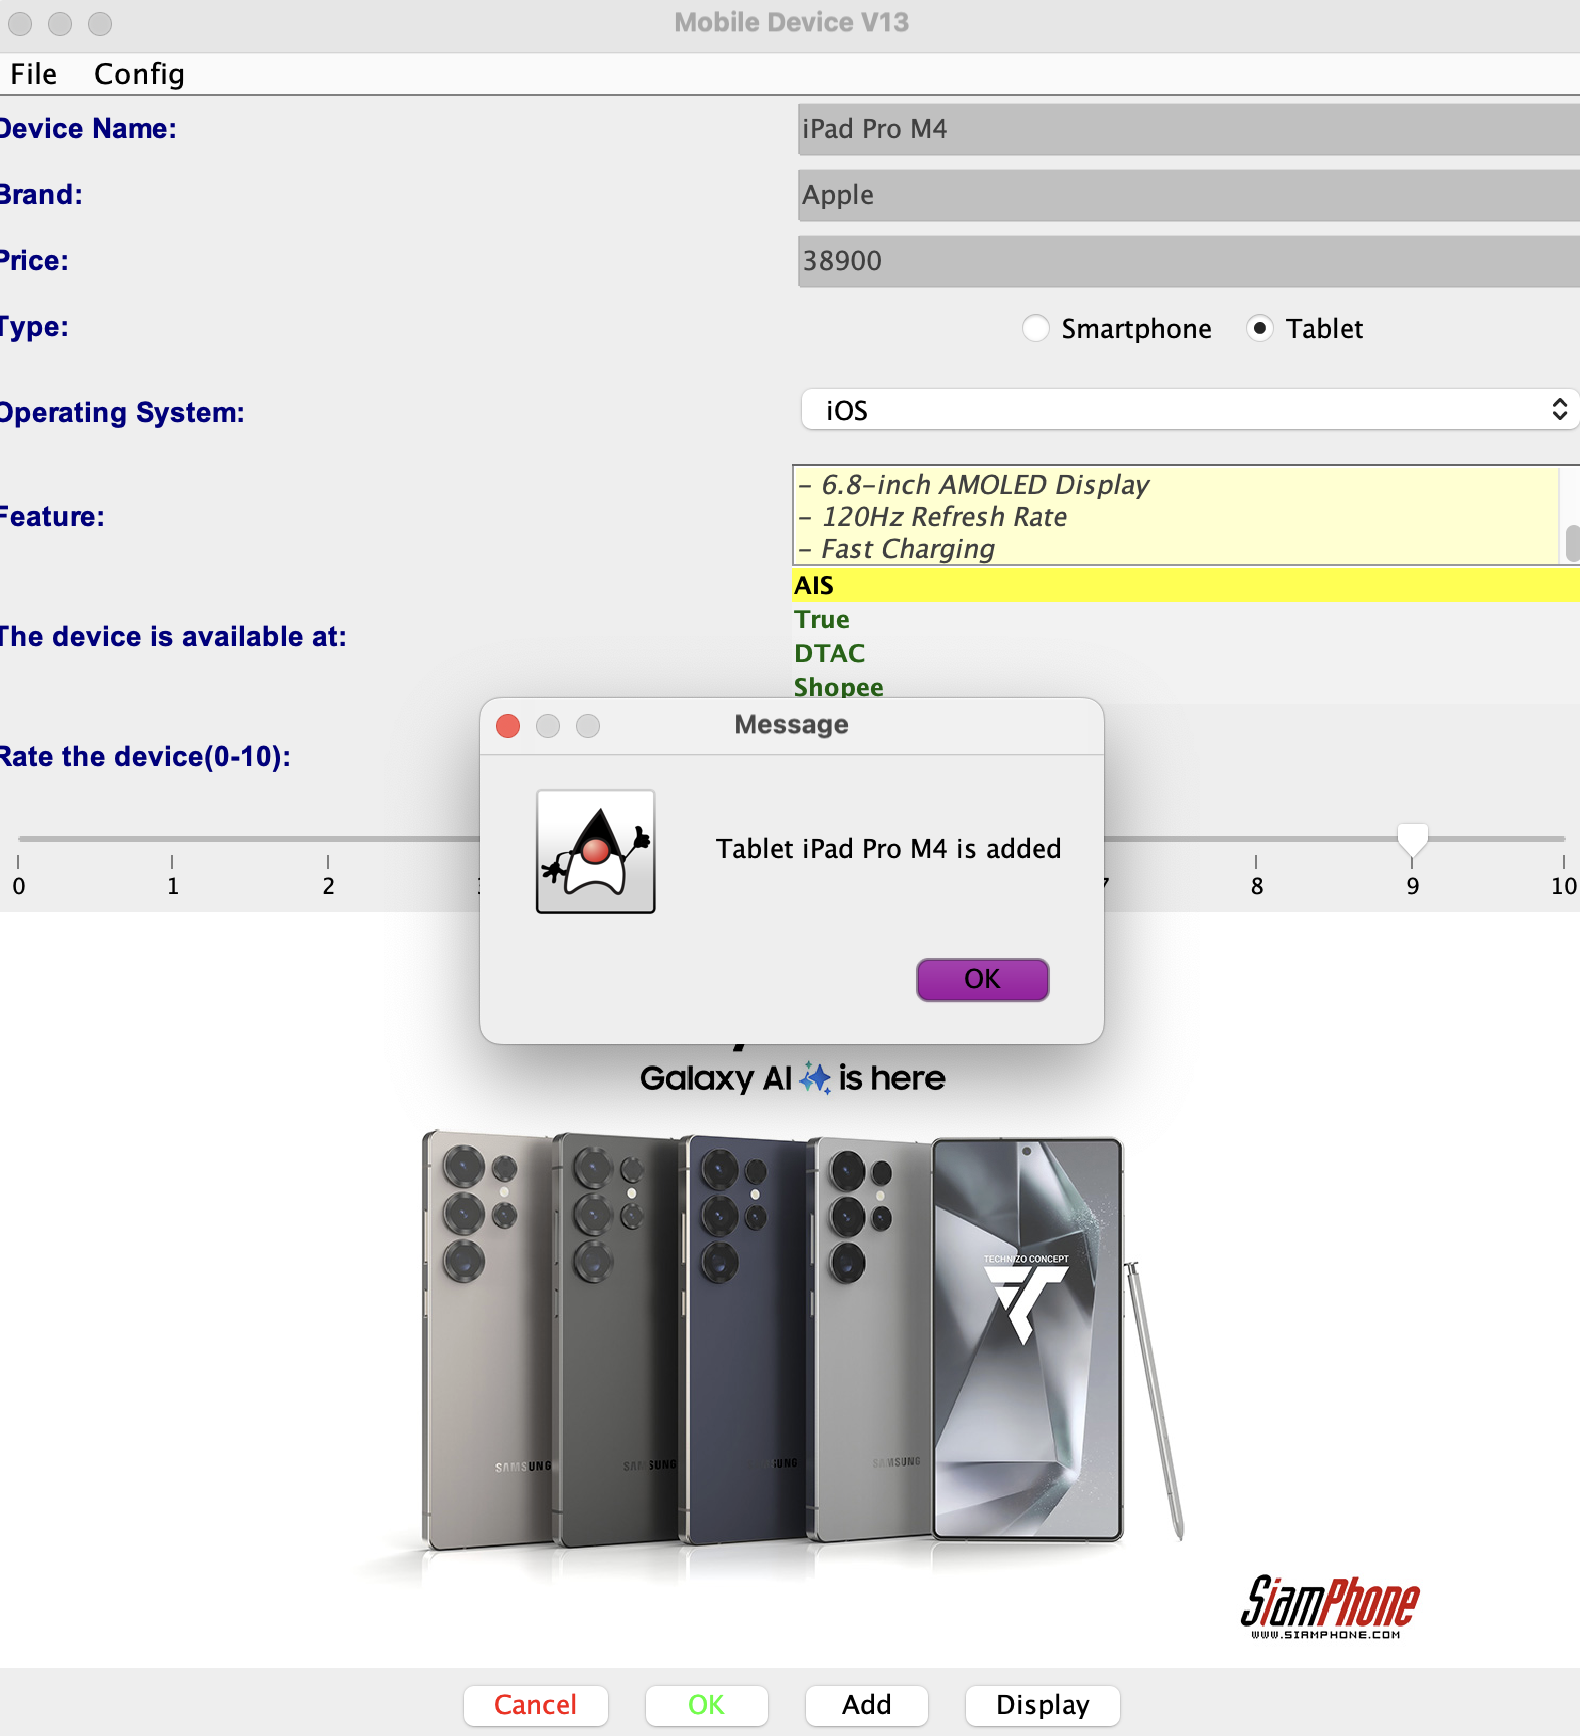 Mobile Device V13
File Config
Device Name:
iPad Pro M4
Brand:
Apple
Price:
38900
Type:
Smartphone Tablet
Operating System:
iOS
Feature:
- 6.8-inch AMOLED Display
- 120Hz Refresh Rate
- Fast Charging
The device is available at:
AIS
True
DTAC
Shopee
Rate the device(0-10):
0 1 2 7 8 9 10
Message
Tablet iPad Pro M4 is added
OK
Galaxy AI is here
TECHNIZO CONCEPT
SAMSUNG
SAMSUNG
SUNG
SAMSUNG
SiamPhone
WWW.SIAMPHONE.COM
Cancel OK Add Display